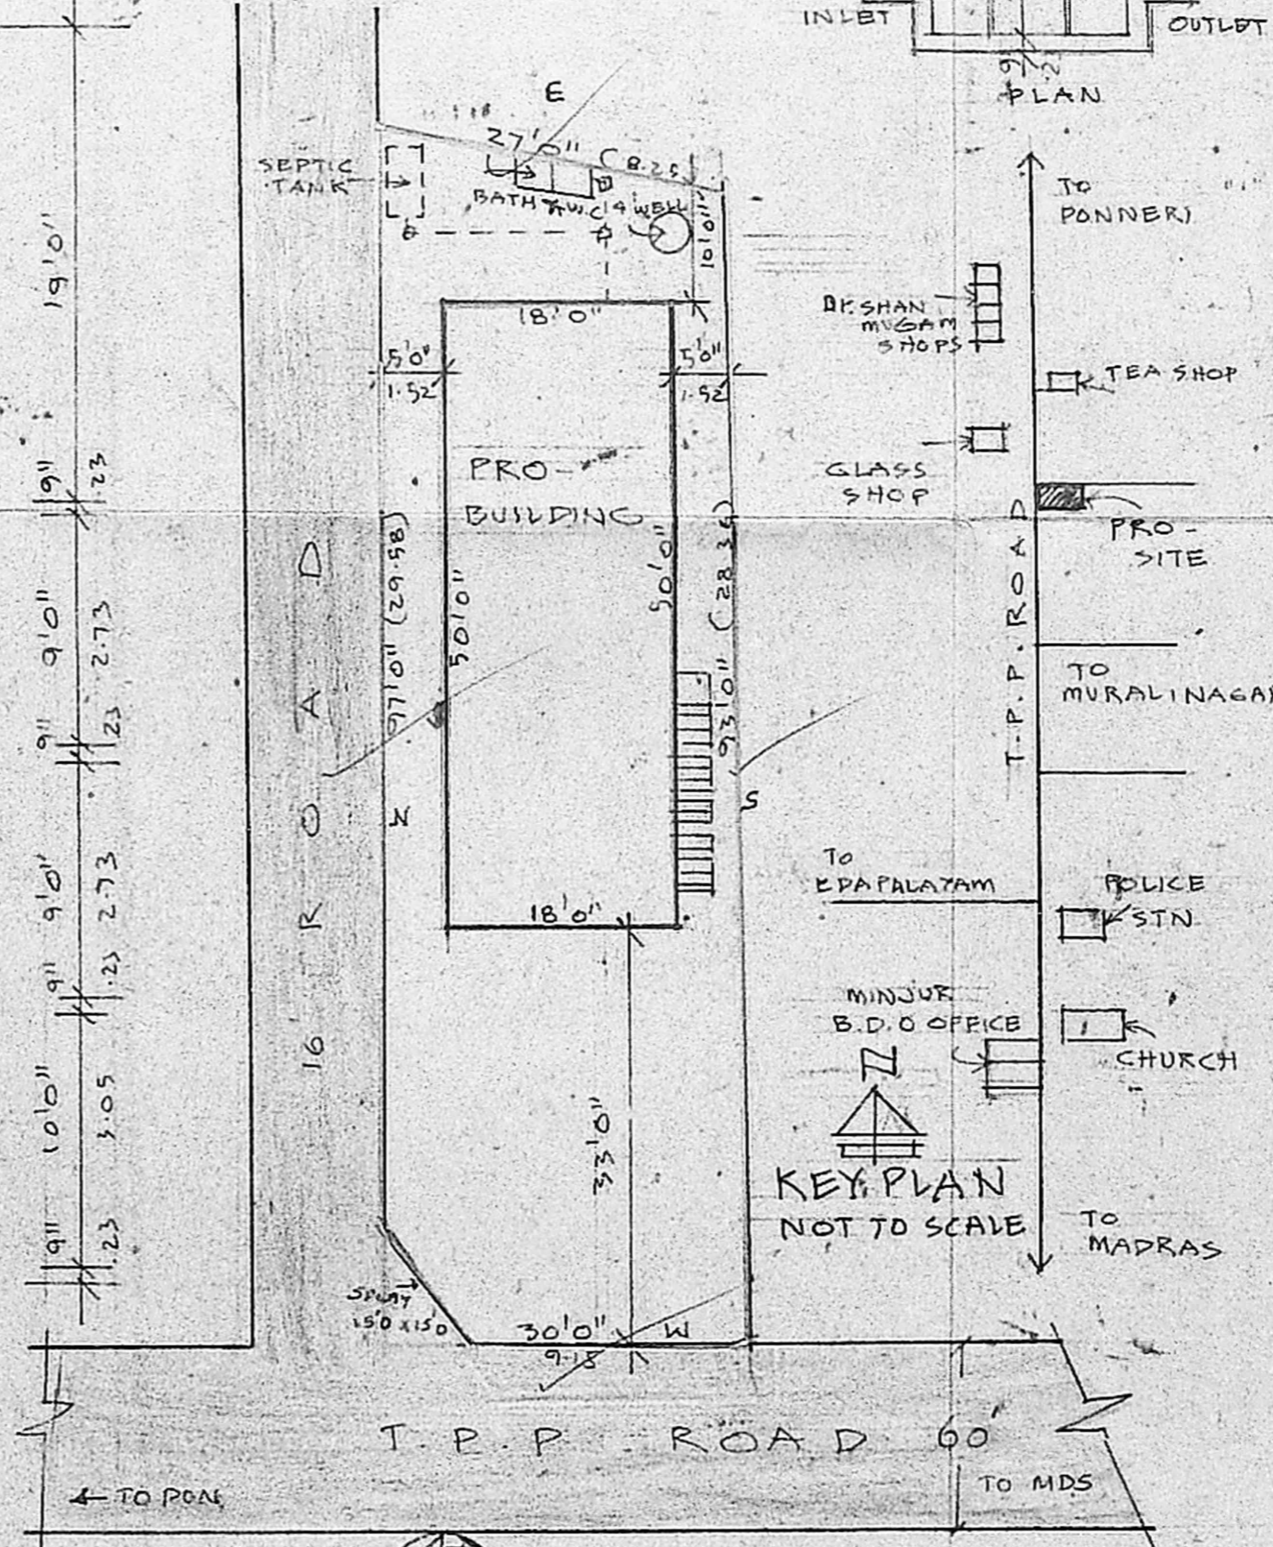 INLET
OUTLET
9"
PLAN
E
27'0" (8.25
SEPTIC
TANK
BATH & W.C
WELL
10'0"
TO
PONNERI
19'0"
18'0"
SHAN
MUGAM
SHOPS
5'0"
1.52
5'0"
1.52
TEA SHOP
9"
.23
PRO-
BUILDING
GLASS
SHOP
PRO-
SITE
16' ROAD
97'0" (29.58)
50'0"
50'0"
93'0" (28.36)
T.P.P. ROAD
9'0"
2.73
TO
MURALINAGAR
9"
.23
N
S
TO
EDAPALAYAM
POLICE
STN
9'0"
2.73
18'0"
9"
.23
MINJUR
B.D.O OFFICE
CHURCH
N
10'0"
3.05
33'0"
KEY PLAN
NOT TO SCALE
TO
MADRAS
9"
.23
SPLAY
15'0 x 15'0
30'0"
9.15
W
T.P.P. ROAD 60'
TO PON
TO MDS